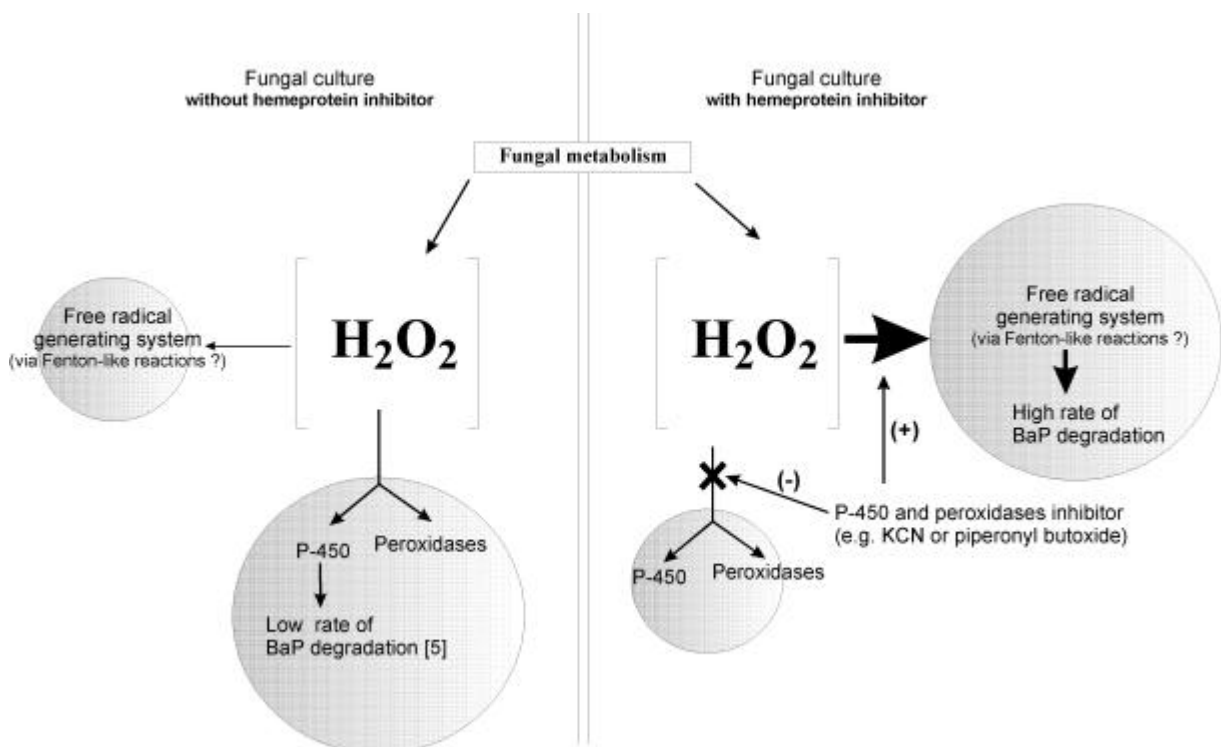 Fungal culture
without hemeprotein inhibitor
Fungal culture
with hemeprotein inhibitor
Fungal metabolism
Free radical
generating system
(via Fenton-like reactions ?)
H₂O₂
P-450
Peroxidases
Low rate of
BaP degradation [5]
H₂O₂
Free radical
generating system
(via Fenton-like reactions ?)
High rate of
BaP degradation
(+)
(-)
P-450 and peroxidases inhibitor
(e.g. KCN or piperonyl butoxide)
P-450
Peroxidases